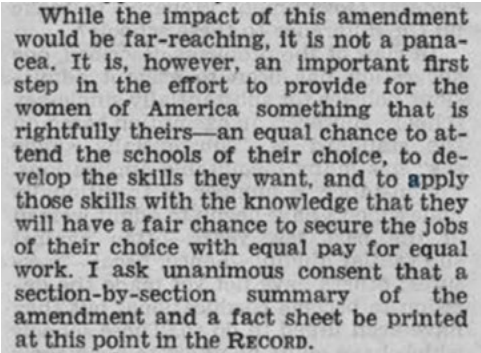 While the impact of this amendment
would be far-reaching, it is not a pana-
cea. It is, however, an important first
step in the effort to provide for the
women of America something that is
rightfully theirs—an equal chance to at-
tend the schools of their choice, to de-
velop the skills they want, and to apply
those skills with the knowledge that they
will have a fair chance to secure the jobs
of their choice with equal pay for equal
work. I ask unanimous consent that a
section-by-section summary of the
amendment and a fact sheet be printed
at this point in the RECORD.